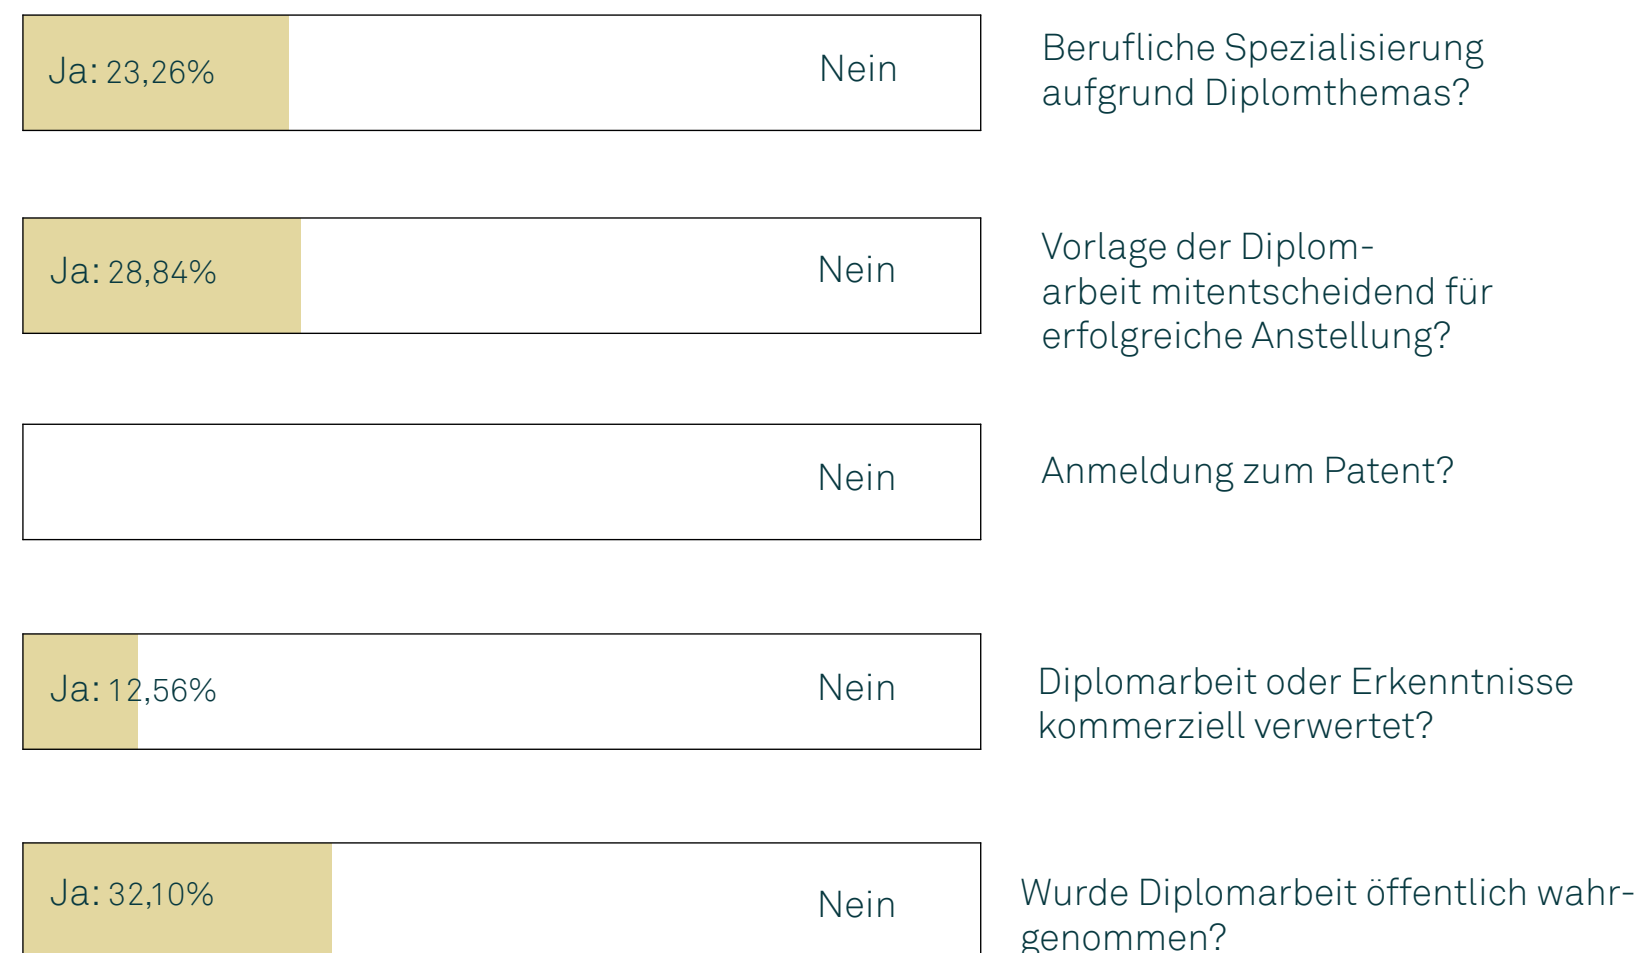 Ja: 23,26% Nein
Berufliche Spezialisierung
aufgrund Diplomthemas?
Ja: 28,84% Nein
Vorlage der Diplom-
arbeit mitentscheidend für
erfolgreiche Anstellung?
Nein
Anmeldung zum Patent?
Ja: 12,56% Nein
Diplomarbeit oder Erkenntnisse
kommerziell verwertet?
Ja: 32,10% Nein
Wurde Diplomarbeit öffentlich wahr-
genommen?